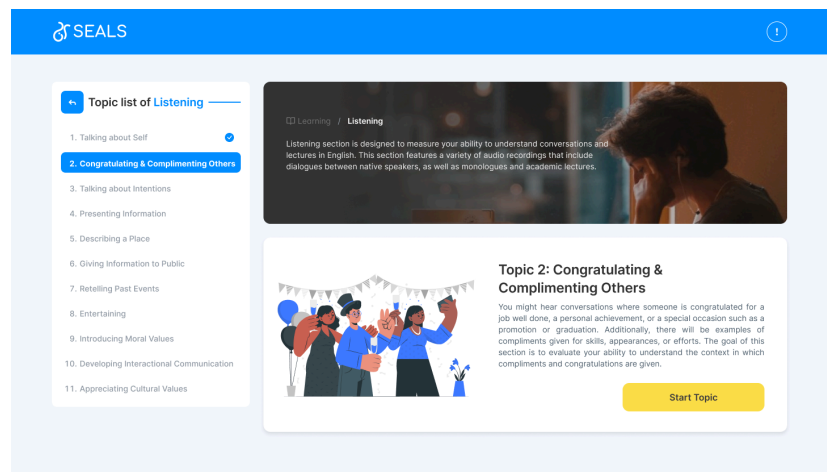 SEALS
!
Topic list of Listening
1. Talking about Self
2. Congratulating & Complimenting Others
3. Talking about Intentions
4. Presenting Information
5. Describing a Place
6. Giving Information to Public
7. Retelling Past Events
8. Entertaining
9. Introducing Moral Values
10. Developing Interactional Communication
11. Appreciating Cultural Values
Learning / Listening
Listening section is designed to measure your ability to understand conversations and
lectures in English. This section features a variety of audio recordings that include
dialogues between native speakers, as well as monologues and academic lectures.
Topic 2: Congratulating &
Complimenting Others
You might hear conversations where someone is congratulated for a
job well done, a personal achievement, or a special occasion such as a
promotion or graduation. Additionally, there will be examples of
compliments given for skills, appearances, or efforts. The goal of this
section is to evaluate your ability to understand the context in which
compliments and congratulations are given.
Start Topic